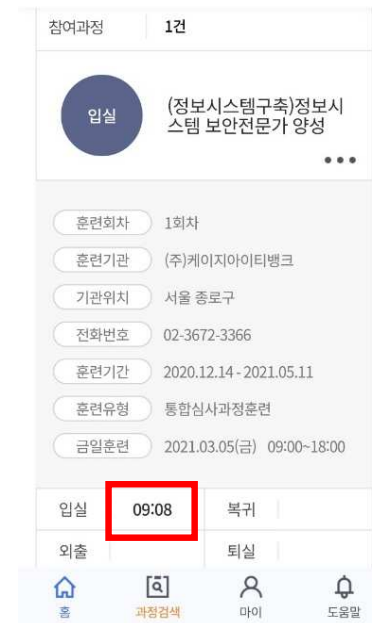 참여과정 1건
입실
(정보시스템구축)정보시
스템 보안전문가 양성
훈련회차 1회차
훈련기관 (주)케이지아이티뱅크
기관위치 서울 종로구
전화번호 02-3672-3366
훈련기간 2020.12.14 - 2021.05.11
훈련유형 통합심사과정훈련
금일훈련 2021.03.05(금) 09:00~18:00
입실 09:08 복귀
외출 퇴실
홈 과정검색 마이 도움말